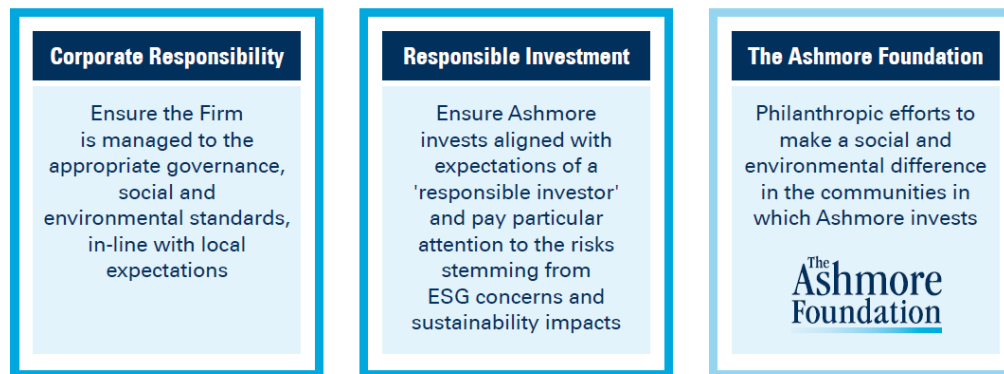 Corporate Responsibility
Ensure the Firm
is managed to the
appropriate governance,
social and
environmental standards,
in-line with local
expectations
Responsible Investment
Ensure Ashmore
invests aligned with
expectations of a
'responsible investor'
and pay particular
attention to the risks
stemming from
ESG concerns and
sustainability impacts
The Ashmore Foundation
Philanthropic efforts to
make a social and
environmental difference
in the communities in
which Ashmore invests
The
Ashmore
Foundation